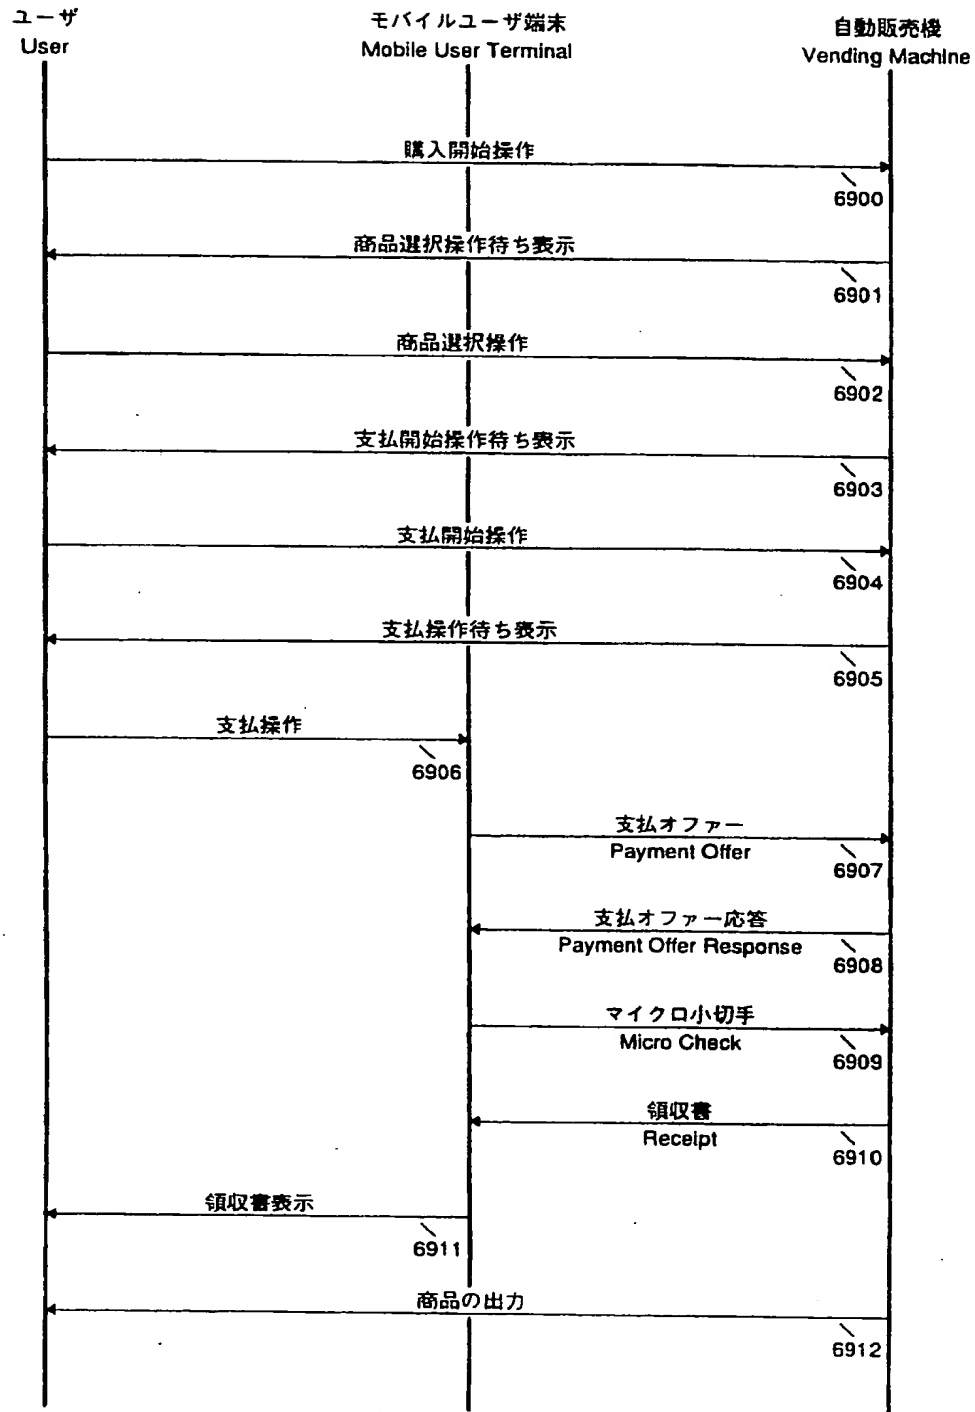 ユーザ
User
モバイルユーザ端末
Mobile User Terminal
自動販売機
Vending Machine
購入開始操作
6900
商品選択操作待ち表示
6901
商品選択操作
6902
支払開始操作待ち表示
6903
支払開始操作
6904
支払操作待ち表示
6905
支払操作
6906
支払オファー
Payment Offer
6907
支払オファー応答
Payment Offer Response
6908
マイクロ小切手
Micro Check
6909
領収書
Receipt
6910
領収書表示
6911
商品の出力
6912